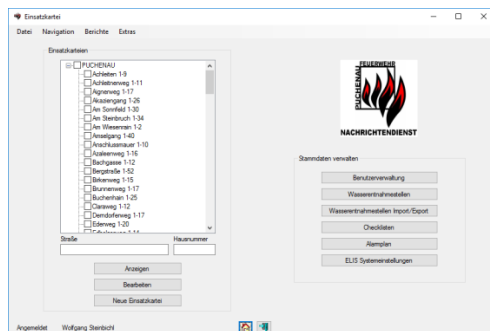 Einsatzkartei
Datei Navigation Berichte Extras
Einsatzkarteien
PUCHENAU
Achleiten 1-9
Achleitnerweg 1-11
Aignerweg 1-17
Akaziengang 1-26
Am Sonnfeld 1-30
Am Steinbruch 1-34
Am Wiesenrain 1-2
Amselgang 1-40
Anschlussmauer 1-10
Azaleenweg 1-16
Bachgasse 1-12
Bergstraße 1-52
Birkenweg 1-15
Brunnenweg 1-17
Buchenhain 1-25
Claraweg 1-12
Derndorferweg 1-17
Ederweg 1-20
Straße
Hausnummer
Anzeigen
Bearbeiten
Neue Einsatzkartei
FEUERWEHR
PUCHENAU
NACHRICHTENDIENST
Stammdaten verwalten
Benutzerverwaltung
Wasserentnahmestellen
Wasserentnahmestellen Import/Export
Checklisten
Alarmplan
ELIS Systemeinstellungen
Angemeldet Wolfgang Steinbichl